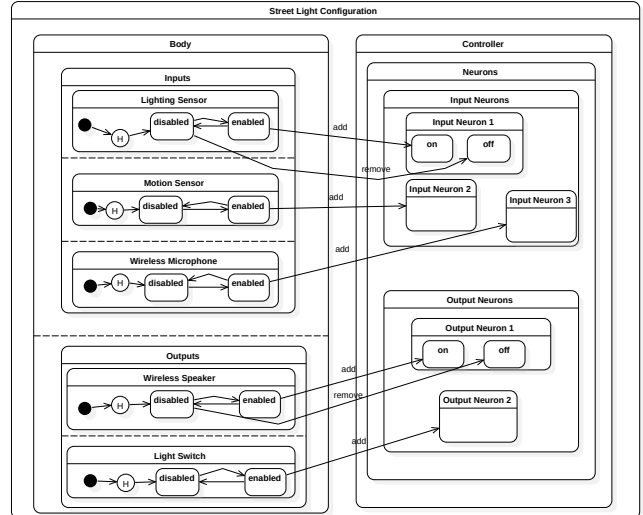 Street Light Configuration
Body
Controller
Inputs
Neurons
Lighting Sensor
H
disabled
enabled
add
remove
Input Neurons
Input Neuron 1
on
off
Motion Sensor
H
disabled
enabled
add
Input Neuron 2
Input Neuron 3
Wireless Microphone
H
disabled
enabled
add
Outputs
Output Neurons
Wireless Speaker
H
disabled
enabled
add
remove
Output Neuron 1
on
off
Light Switch
H
disabled
enabled
add
Output Neuron 2